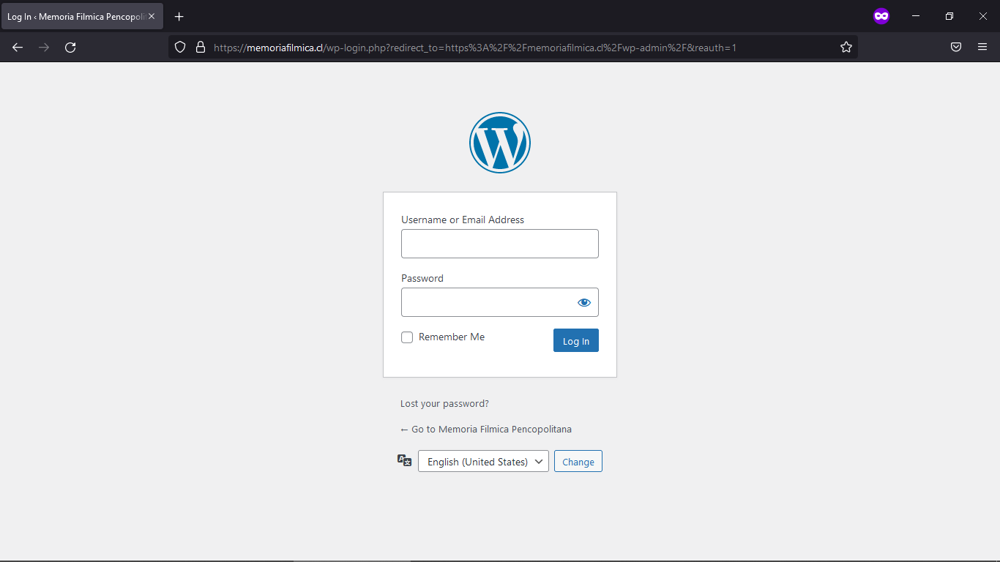 Log In ‹ Memoria Filmica Pencopolit
https://memoriafilmica.cl/wp-login.php?redirect_to=https%3A%2F%2Fmemoriafilmica.cl%2Fwp-admin%2F&reauth=1
Username or Email Address
Password
Remember Me
Log In
Lost your password?
← Go to Memoria Filmica Pencopolitana
English (United States)
Change